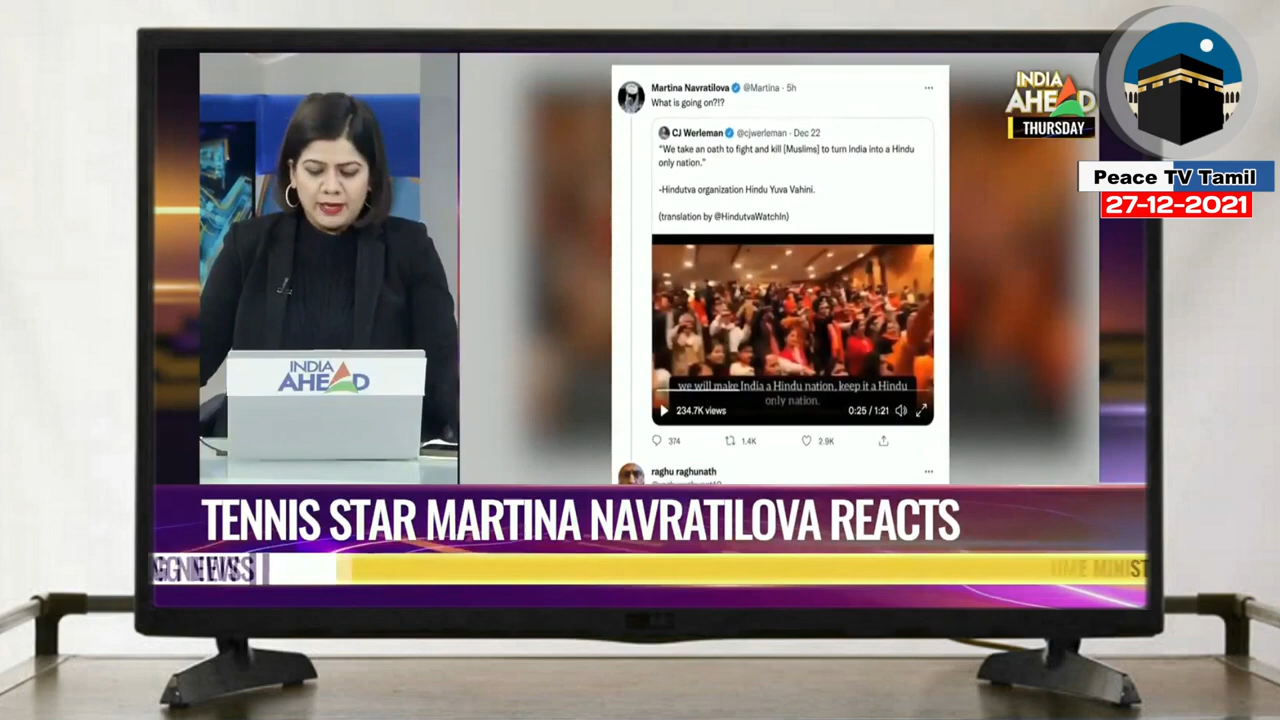 Martina Navratilova @Martina · 5h
What is going on?!?
CJ Werleman @cjwerleman · Dec 22
"We take an oath to fight and kill [Muslims] to turn India into a Hindu
only nation."
-Hindutva organization Hindu Yuva Vahini.
(translation by @HindutvaWatchIn)
we will make India a Hindu nation, keep it a Hindu
only nation.
234.7K views
0:25 / 1:21
374
1.4K
2.9K
raghu raghunath
INDIA
AHEAD
THURSDAY
Peace TV Tamil
27-12-2021
INDIA
AHEAD
TENNIS STAR MARTINA NAVRATILOVA REACTS
NEWS
MINIST